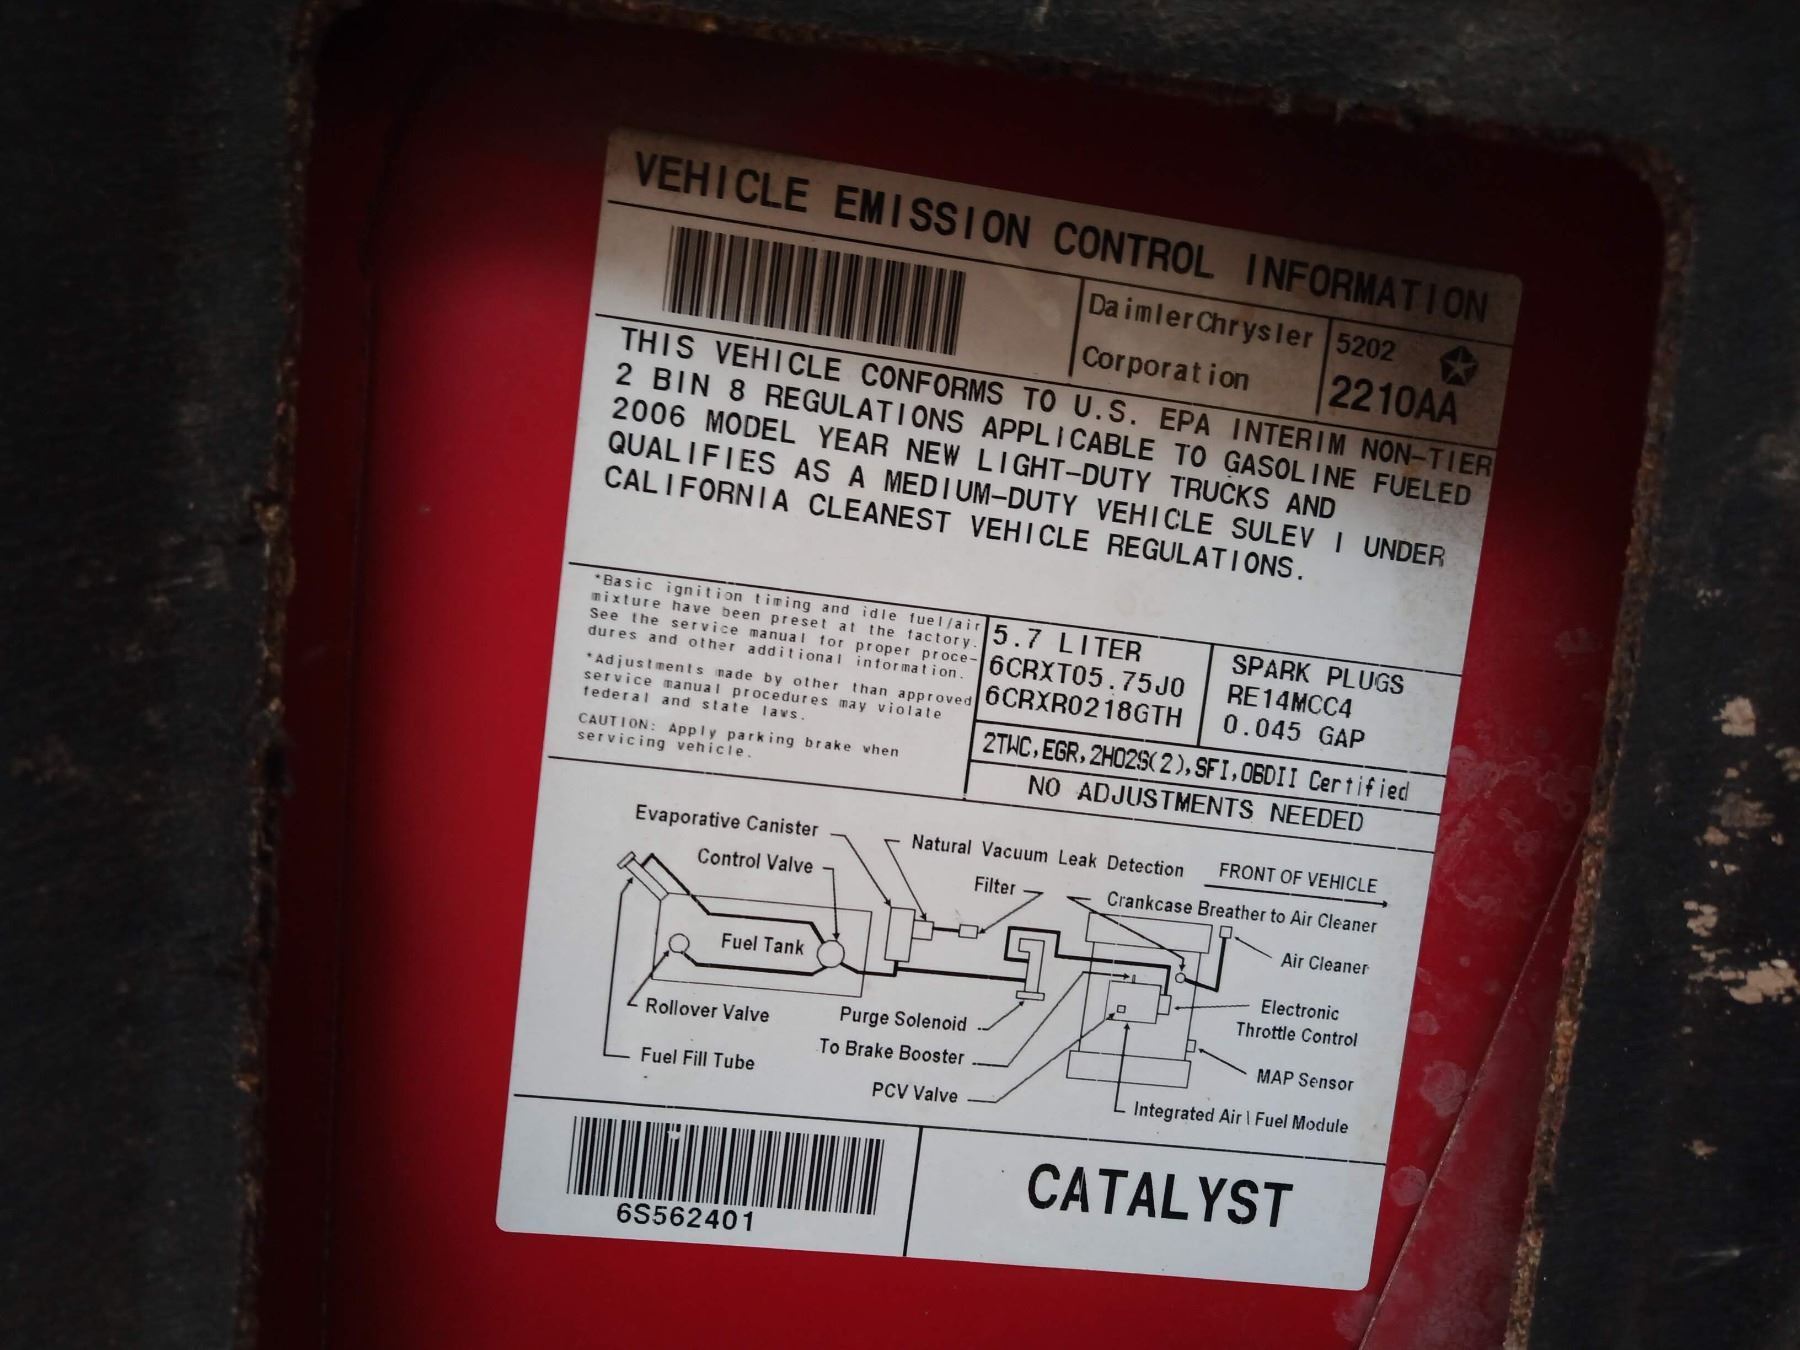 VEHICLE EMISSION CONTROL INFORMATION
DaimlerChrysler
Corporation
5202
2210AA
THIS VEHICLE CONFORMS TO U.S. EPA INTERIM NON-TIER
2 BIN 8 REGULATIONS APPLICABLE TO GASOLINE FUELED
2006 MODEL YEAR NEW LIGHT-DUTY TRUCKS AND
QUALIFIES AS A MEDIUM-DUTY VEHICLE SULEV I UNDER
CALIFORNIA CLEANEST VEHICLE REGULATIONS.
*Basic ignition timing and idle fuel/air
mixture have been preset at the factory.
See the service manual for proper proce-
dures and other additional information.
*Adjustments made by other than approved
service manual procedures may violate
federal and state laws.
CAUTION: Apply parking brake when
servicing vehicle.
5.7 LITER
6CRXT05.75J0
6CRXR0218GTH
SPARK PLUGS
RE14MCC4
0.045 GAP
2TWC,EGR,2HO2S(2),SFI,OBDII Certified
NO ADJUSTMENTS NEEDED
Evaporative Canister
Control Valve
Natural Vacuum Leak Detection
Filter
FRONT OF VEHICLE
Crankcase Breather to Air Cleaner
Fuel Tank
Air Cleaner
Rollover Valve
Purge Solenoid
Electronic
Throttle Control
Fuel Fill Tube
To Brake Booster
MAP Sensor
PCV Valve
Integrated Air \ Fuel Module
6S562401
CATALYST